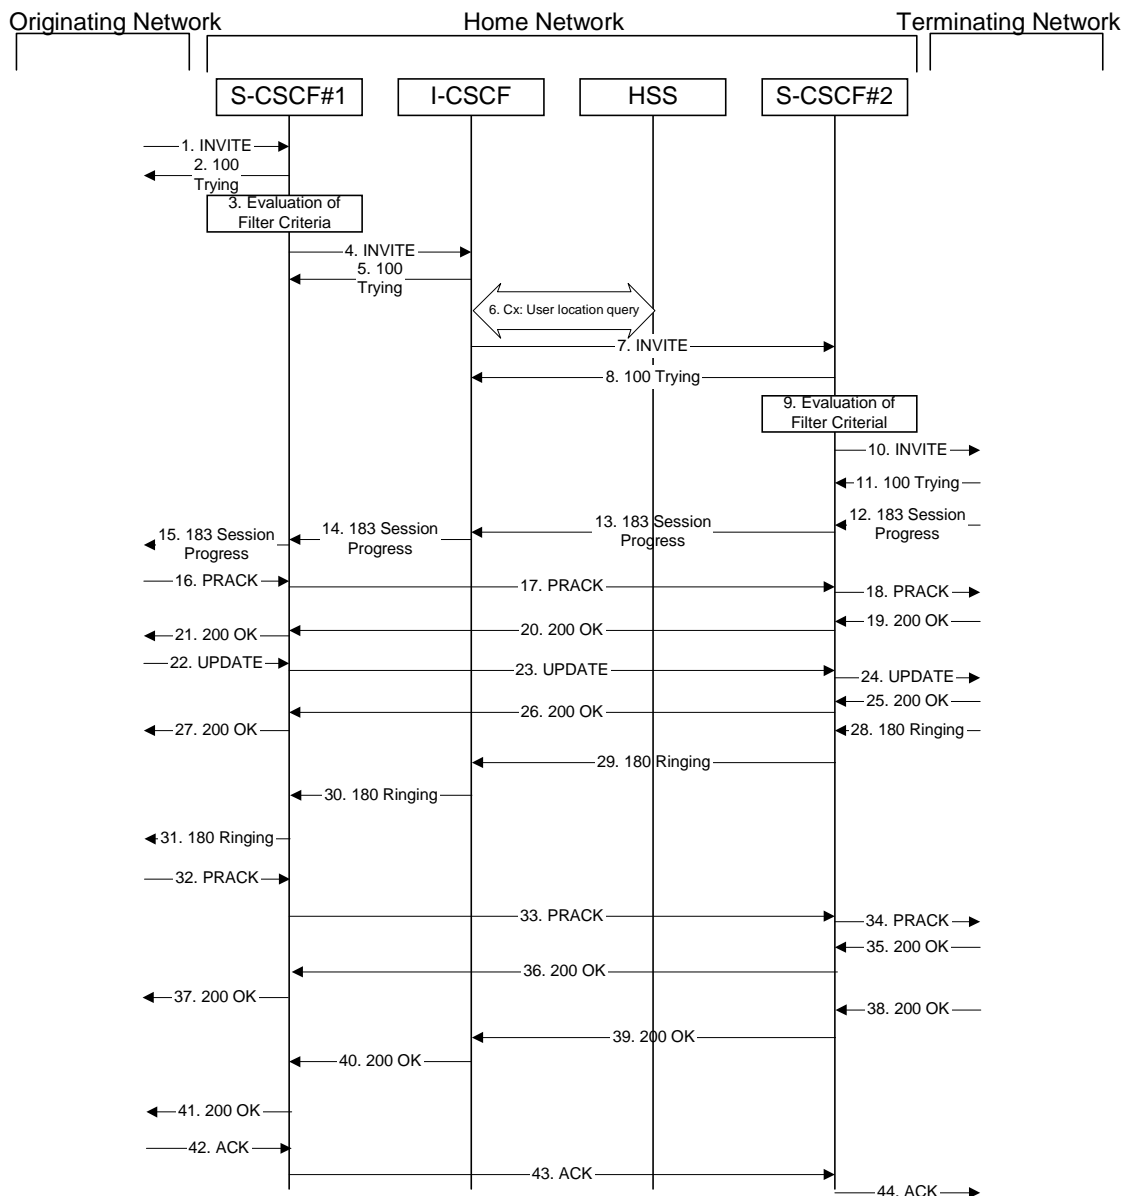 Originating Network
Home Network
Terminating Network
S-CSCF#1
I-CSCF
HSS
S-CSCF#2
1. INVITE
2. 100
Trying
3. Evaluation of
Filter Criteria
4. INVITE
5. 100
Trying
6. Cx: User location query
7. INVITE
8. 100 Trying
9. Evaluation of
Filter Criterial
10. INVITE
11. 100 Trying
12. 183 Session
Progress
13. 183 Session
Progress
14. 183 Session
Progress
15. 183 Session
Progress
16. PRACK
17. PRACK
18. PRACK
19. 200 OK
20. 200 OK
21. 200 OK
22. UPDATE
23. UPDATE
24. UPDATE
25. 200 OK
26. 200 OK
27. 200 OK
28. 180 Ringing
29. 180 Ringing
30. 180 Ringing
31. 180 Ringing
32. PRACK
33. PRACK
34. PRACK
35. 200 OK
36. 200 OK
37. 200 OK
38. 200 OK
39. 200 OK
40. 200 OK
41. 200 OK
42. ACK
43. ACK
44. ACK